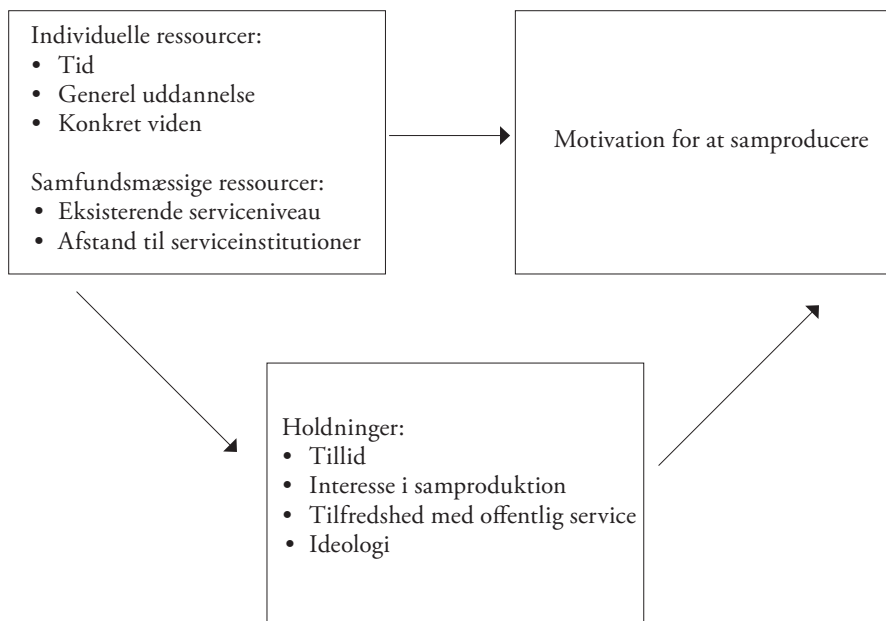 Individuelle ressourcer:
• Tid
• Generel uddannelse
• Konkret viden
Samfundsmæssige ressourcer:
• Eksisterende serviceniveau
• Afstand til serviceinstitutioner
Motivation for at samproducere
Holdninger:
• Tillid
• Interesse i samproduktion
• Tilfredshed med offentlig service
• Ideologi